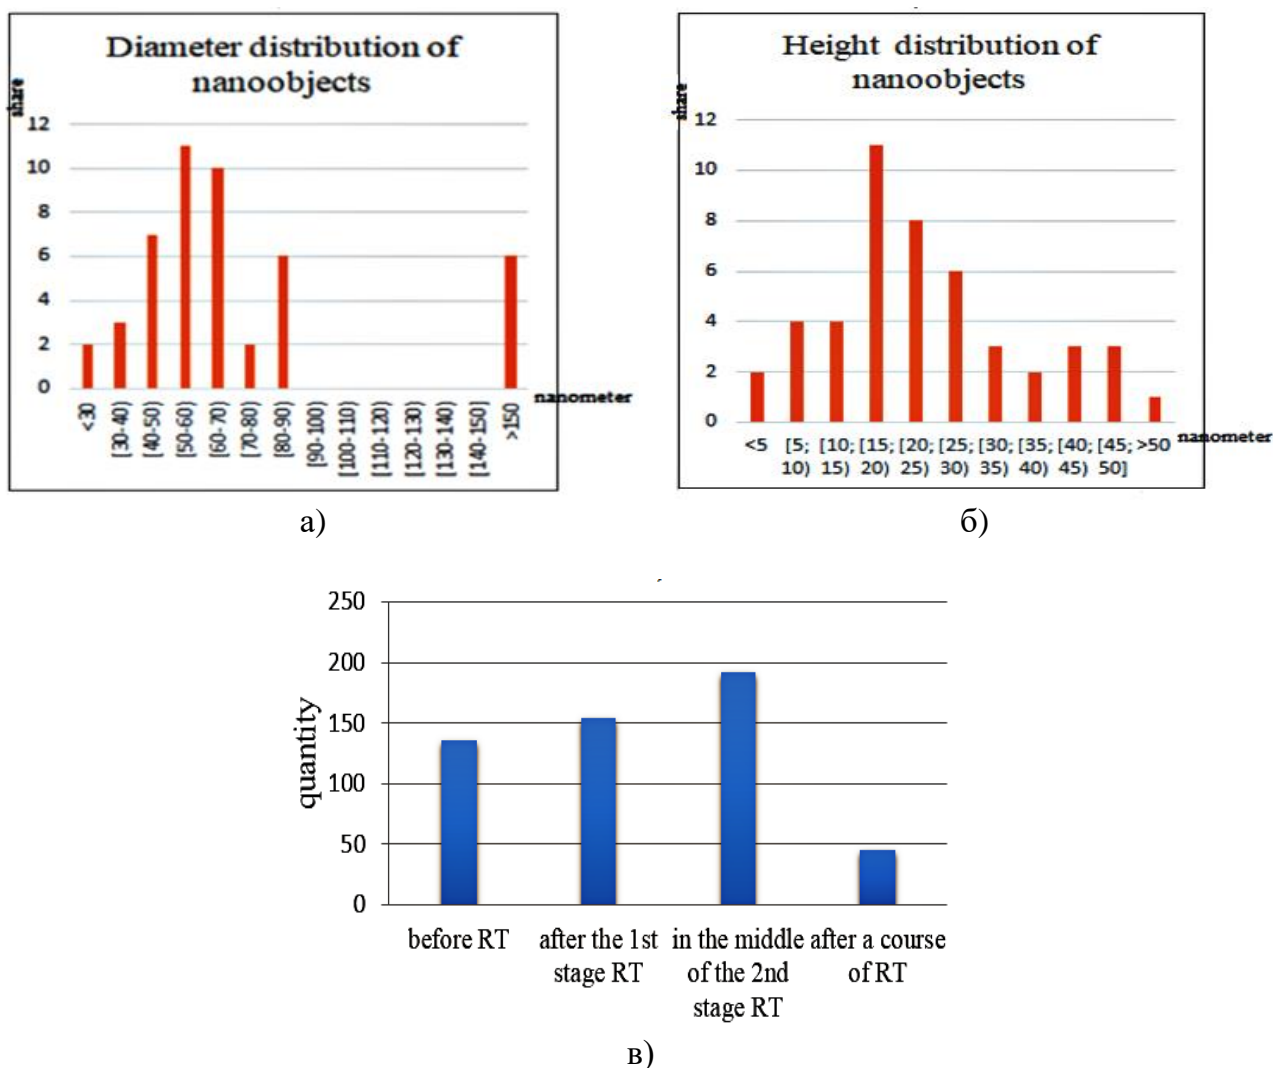 Diameter distribution of
nanoobjects
share
12
10
8
6
4
2
0
<30
[30-40)
[40-50)
[50-60)
[60-70)
[70-80)
[80-90)
[90-100)
[100-110)
[110-120)
[120-130)
[130-140)
[140-150]
>150
nanometer
а)
Height distribution of
nanoobjects
share
12
10
8
6
4
2
0
<5 [5; [10; [15; [20; [25; [30; [35; [40; [45; >50
10) 15) 20) 25) 30) 35) 40) 45) 50]
nanometer
б)
250
200
150
100
50
0
quantity
before RT
after the 1st
stage RT
in the middle
of the 2nd
stage RT
after a course
of RT
в)